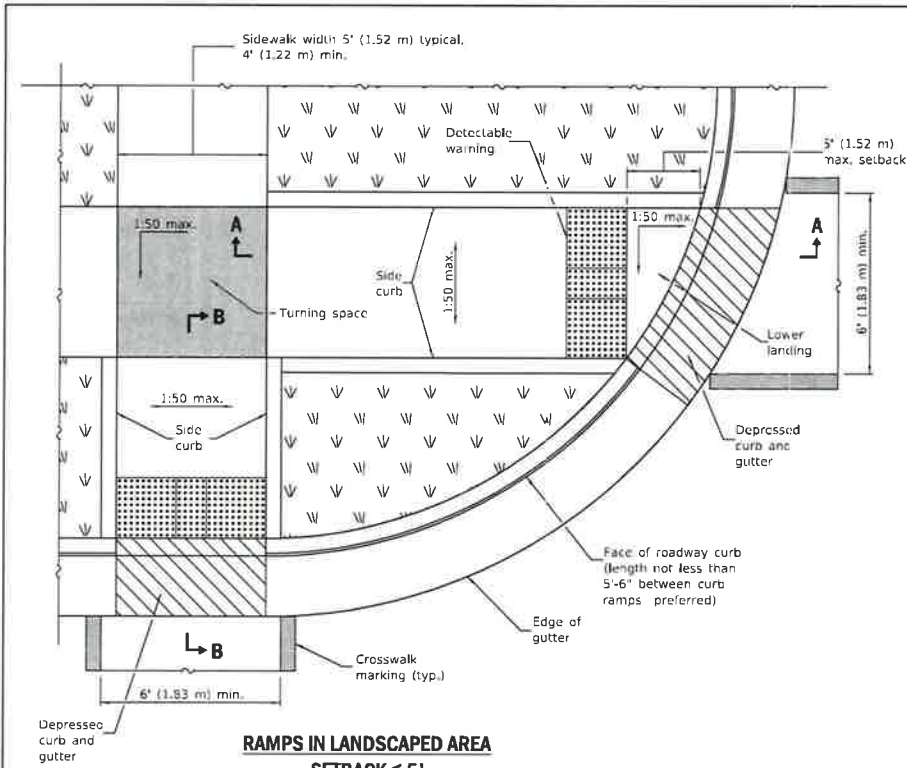 Sidewalk width 5' (1.52 m) typical,
4' (1.22 m) min.
Detectable
warning
5' (1.52 m)
max. setback
1:50 max.
A
1:50 max.
A
Side
curb
1:50 max.
6' (1.83 m) min.
B
Turning space
Lower
landing
1:50 max.
Side
curb
Depressed
curb and
gutter
Face of roadway curb
(length not less than
5'-6" between curb
ramps preferred)
Edge of
gutter
B
Crosswalk
marking (typ.)
6' (1.83 m) min.
Depressed
curb and
gutter
RAMPS IN LANDSCAPED AREA
SETBACK ≤ 5'